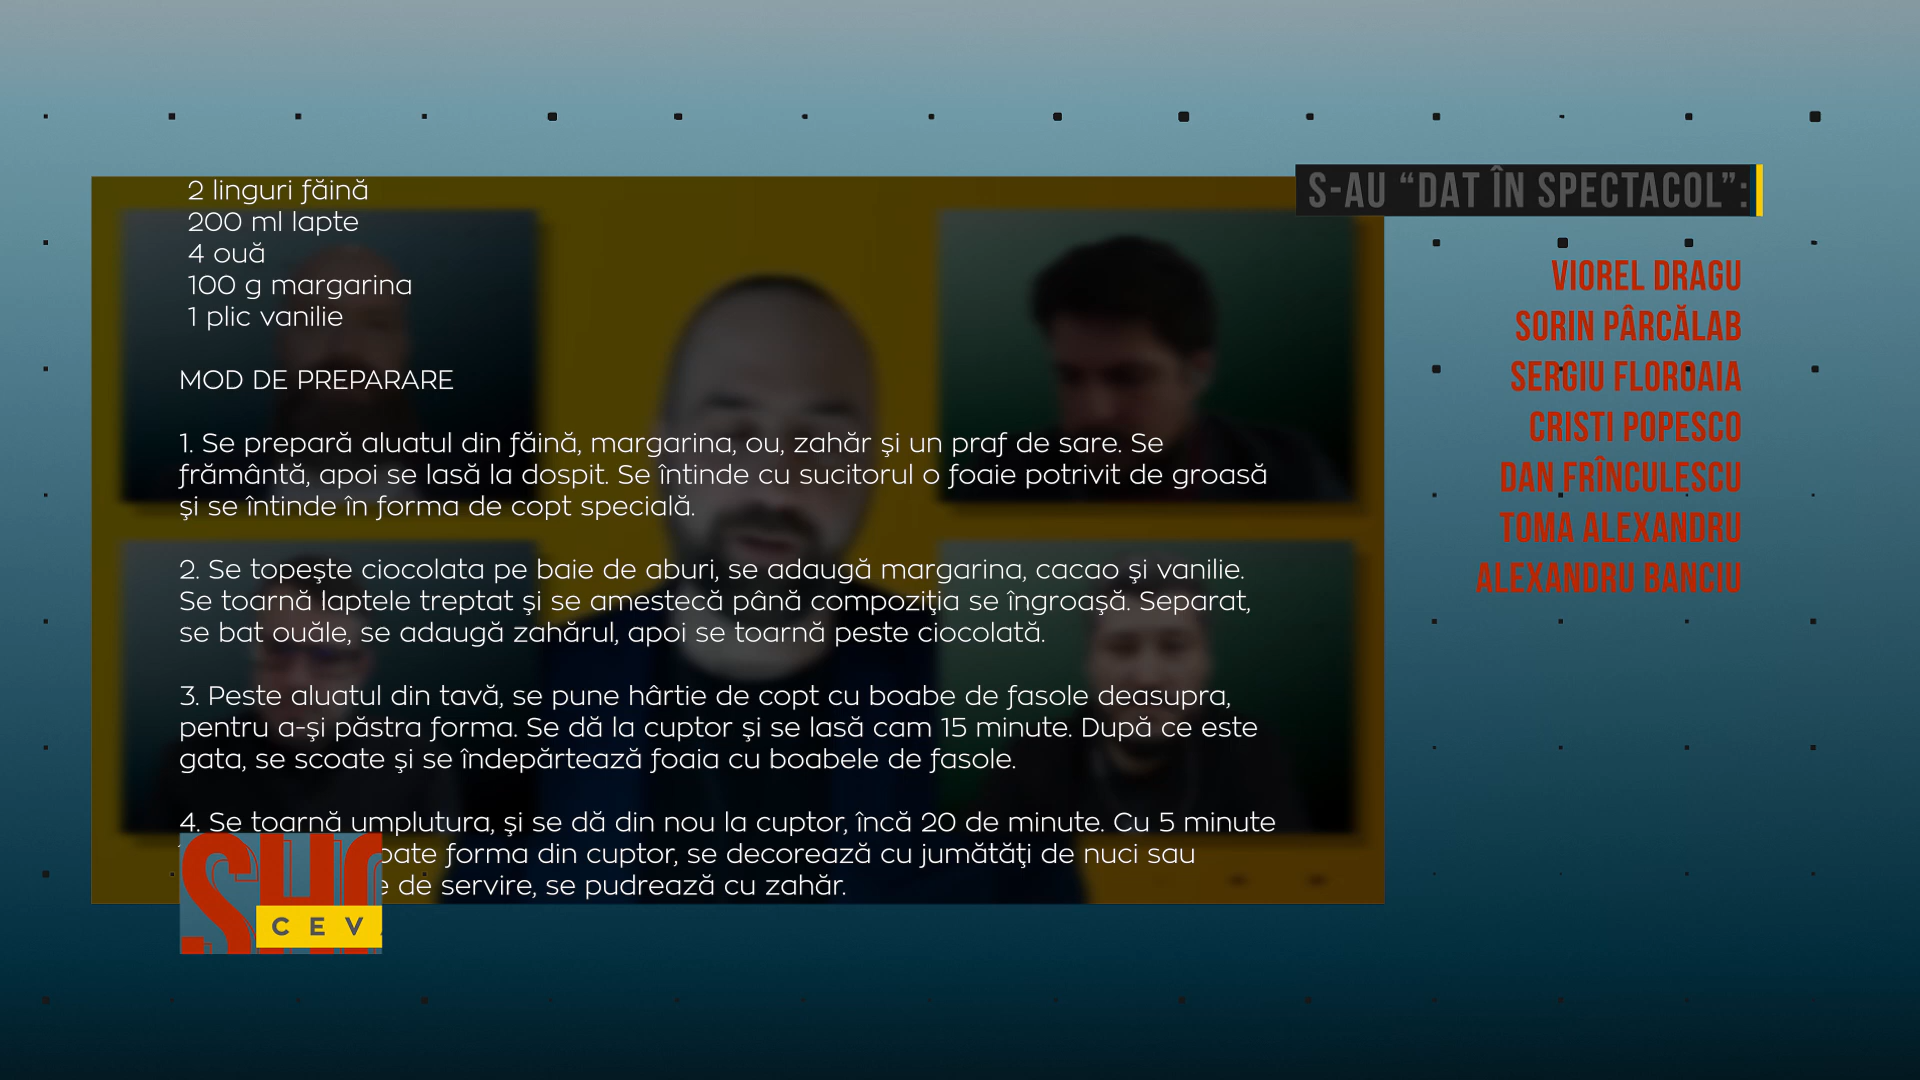 2 linguri făină
200 ml lapte
4 ouă
100 g margarina
1 plic vanilie
MOD DE PREPARARE
1. Se prepară aluatul din făină, margarina, ou, zahăr şi un praf de sare. Se
frământă, apoi se lasă la dospit. Se întinde cu sucitorul o foaie potrivit de groasă
şi se întinde în forma de copt specială.
2. Se topeşte ciocolata pe baie de aburi, se adaugă margarina, cacao şi vanilie.
Se toarnă laptele treptat şi se amestecă până compoziţia se îngroaşă. Separat,
se bat ouăle, se adaugă zahărul, apoi se toarnă peste ciocolată.
3. Peste aluatul din tavă, se pune hârtie de copt cu boabe de fasole deasupra,
pentru a-şi păstra forma. Se dă la cuptor şi se lasă cam 15 minute. După ce este
gata, se scoate şi se îndepărtează foaia cu boabele de fasole.
4. Se toarnă umplutura, şi se dă din nou la cuptor, încă 20 de minute. Cu 5 minute
forma din cuptor, se decorează cu jumătăţi de nuci sau
de servire, se pudrează cu zahăr.
CEV
S-AU “DAT ÎN SPECTACOL”:
VIOREL DRAGU
SORIN PÂRCĂLAB
SERGIU FLOROAIA
CRISTI POPESCO
DAN FRÎNCULESCU
TOMA ALEXANDRU
ALEXANDRU BANCIU